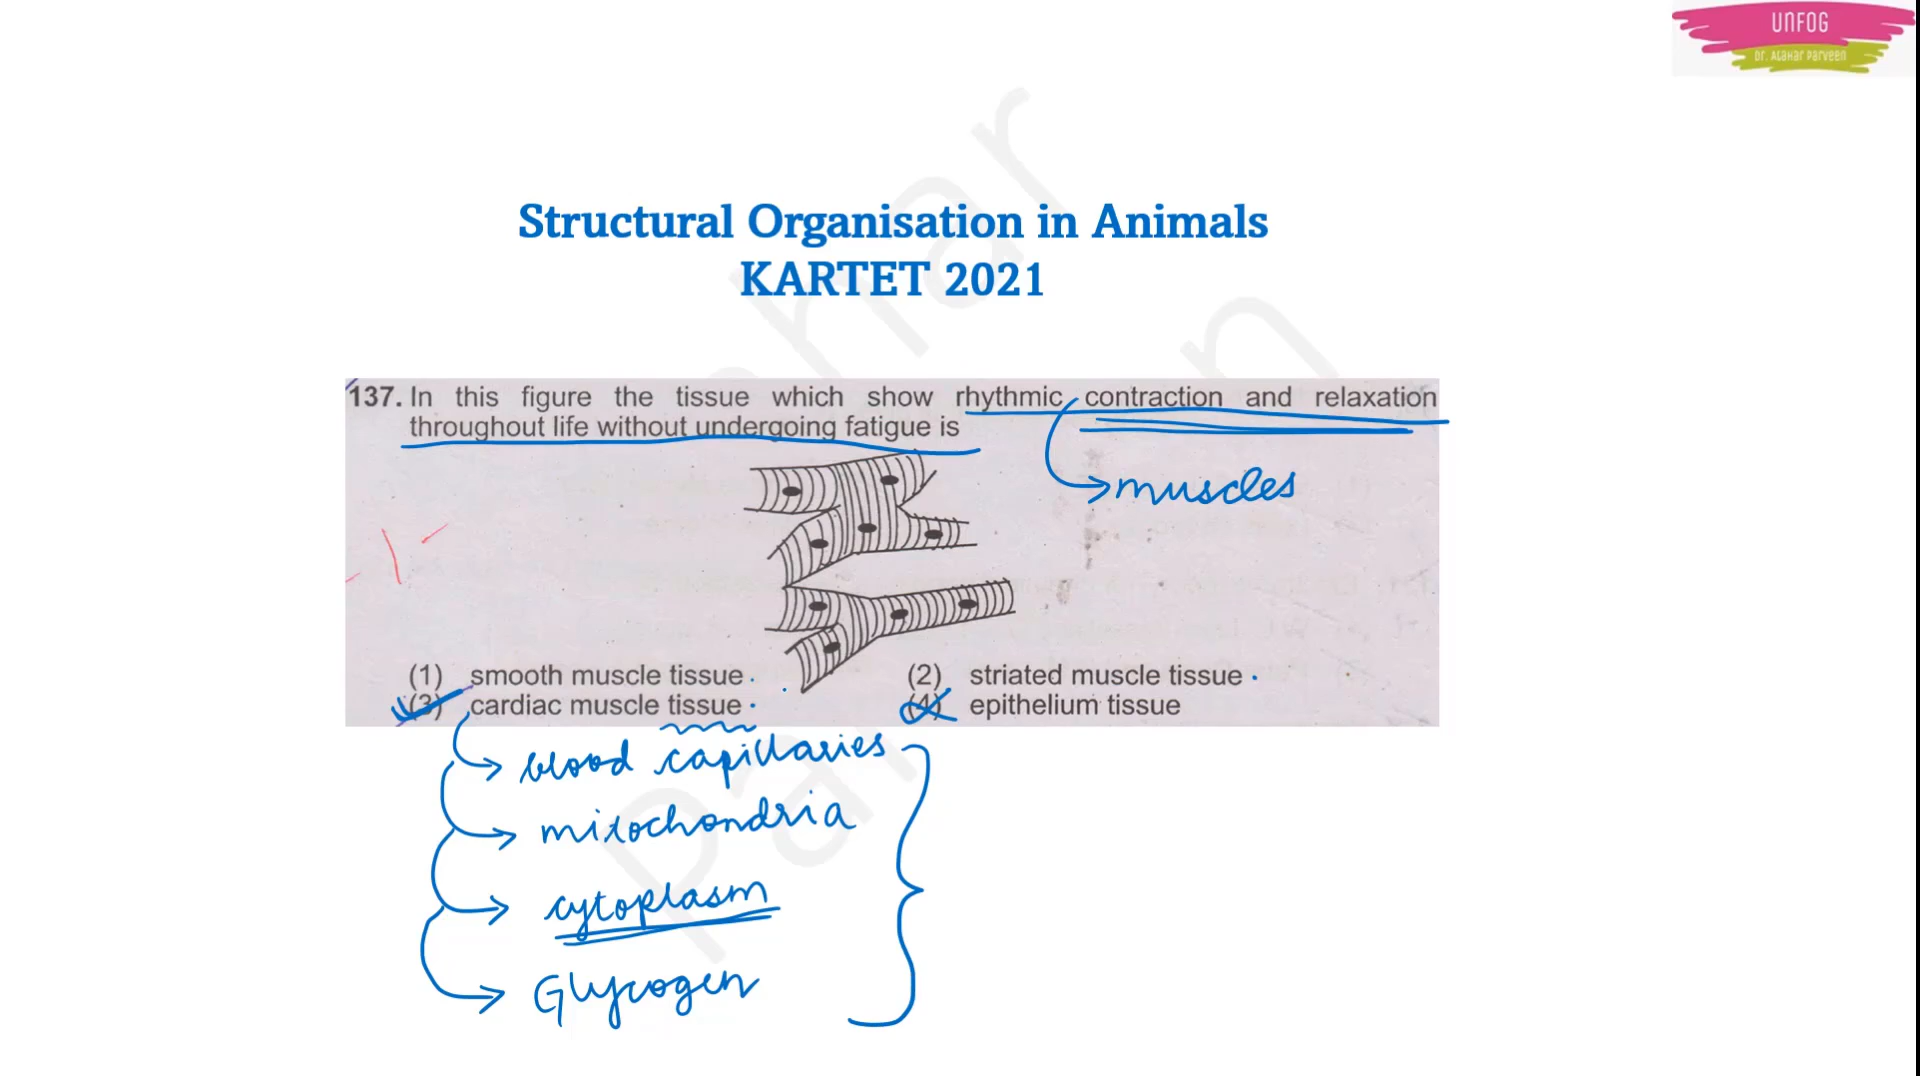 UNFOG
Dr. Atahar Parveen
Structural Organisation in Animals
KARTET 2021
137. In this figure the tissue which show rhythmic contraction and relaxation
throughout life without undergoing fatigue is
muscles
(1) smooth muscle tissue
(2) striated muscle tissue
(3) cardiac muscle tissue
(4) epithelium tissue
blood capillaries
mitochondria
cytoplasm
Glycogen